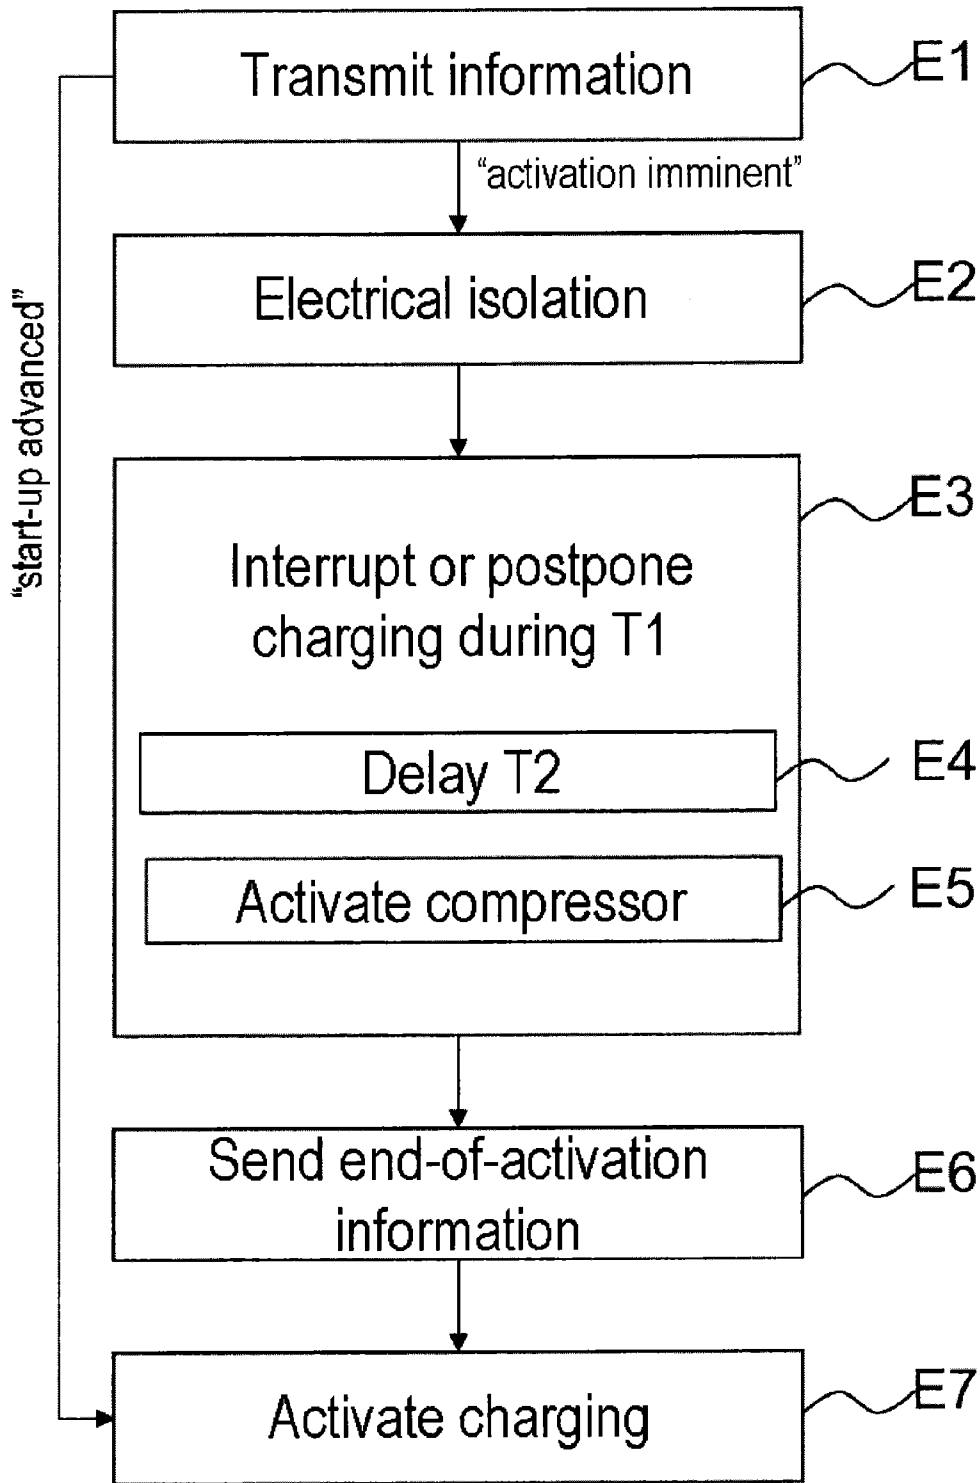 Transmit information
E1
“activation imminent”
Electrical isolation
E2
“start-up advanced”
Interrupt or postpone
charging during T1
E3
Delay T2
E4
Activate compressor
E5
Send end-of-activation
information
E6
Activate charging
E7